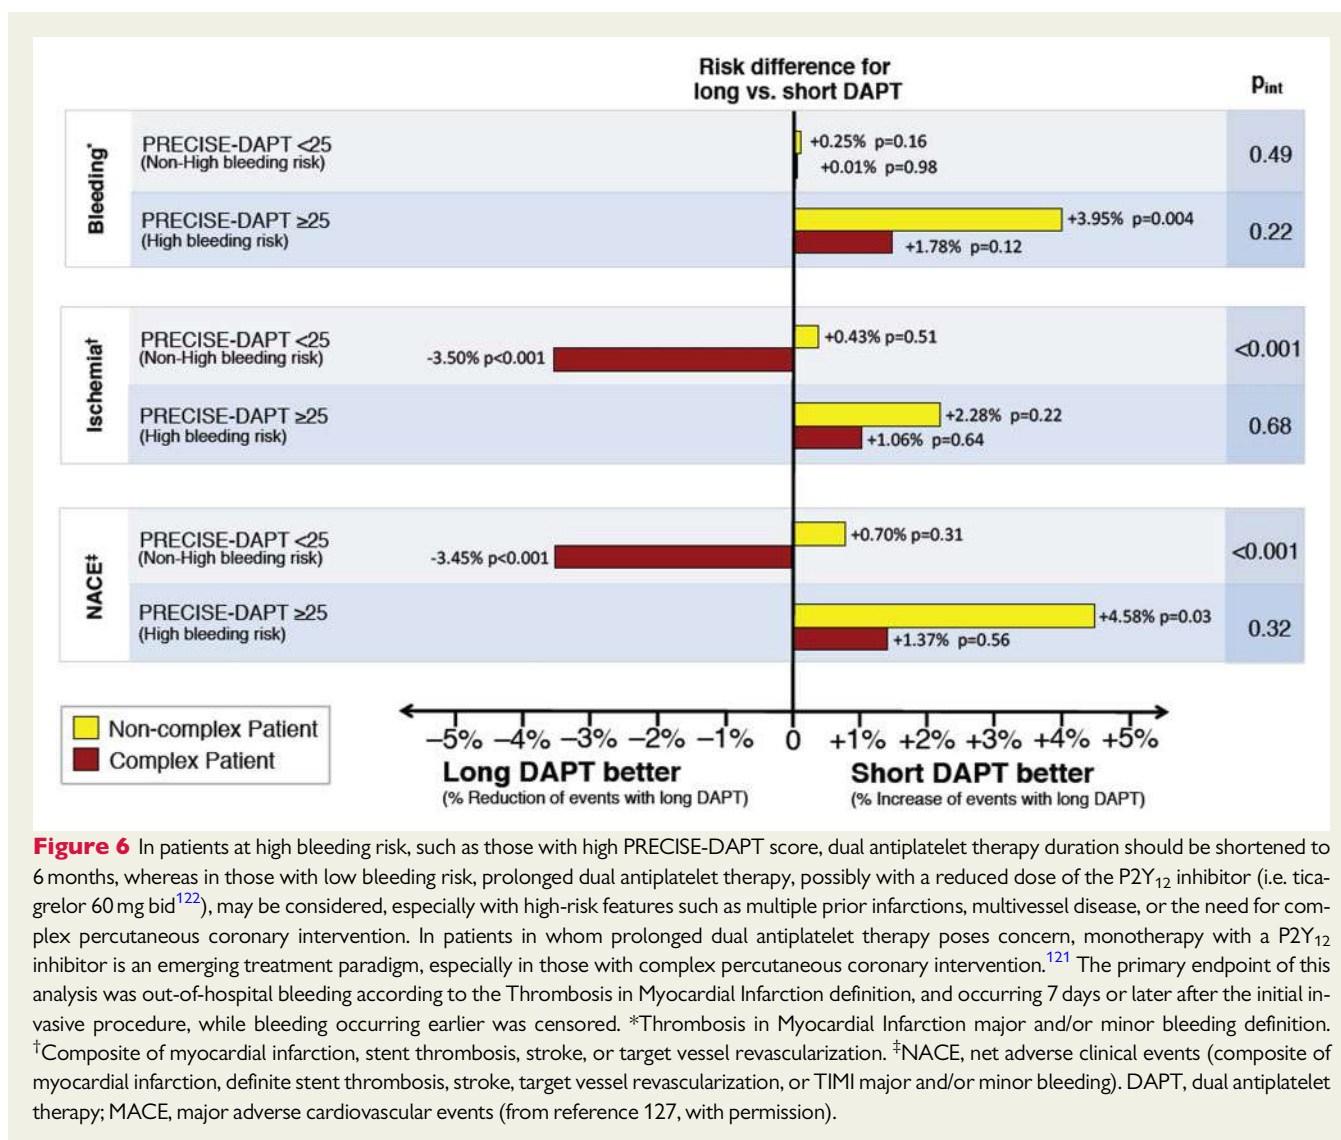 Risk difference for
long vs. short DAPT
pint
Bleeding*
PRECISE-DAPT <25
(Non-High bleeding risk)
+0.25% p=0.16
+0.01% p=0.98
0.49
PRECISE-DAPT ≥25
(High bleeding risk)
+3.95% p=0.004
+1.78% p=0.12
0.22
Ischemia†
PRECISE-DAPT <25
(Non-High bleeding risk)
+0.43% p=0.51
-3.50% p<0.001
<0.001
PRECISE-DAPT ≥25
(High bleeding risk)
+2.28% p=0.22
+1.06% p=0.64
0.68
NACE‡
PRECISE-DAPT <25
(Non-High bleeding risk)
+0.70% p=0.31
-3.45% p<0.001
<0.001
PRECISE-DAPT ≥25
(High bleeding risk)
+4.58% p=0.03
+1.37% p=0.56
0.32
Non-complex Patient
Complex Patient
–5% –4% –3% –2% –1% 0 +1% +2% +3% +4% +5%
Long DAPT better
(% Reduction of events with long DAPT)
Short DAPT better
(% Increase of events with long DAPT)
Figure 6 In patients at high bleeding risk, such as those with high PRECISE-DAPT score, dual antiplatelet therapy duration should be shortened to
6 months, whereas in those with low bleeding risk, prolonged dual antiplatelet therapy, possibly with a reduced dose of the P2Y12 inhibitor (i.e. tica-
grelor 60 mg bid122), may be considered, especially with high-risk features such as multiple prior infarctions, multivessel disease, or the need for com-
plex percutaneous coronary intervention. In patients in whom prolonged dual antiplatelet therapy poses concern, monotherapy with a P2Y12
inhibitor is an emerging treatment paradigm, especially in those with complex percutaneous coronary intervention.121 The primary endpoint of this
analysis was out-of-hospital bleeding according to the Thrombosis in Myocardial Infarction definition, and occurring 7 days or later after the initial in-
vasive procedure, while bleeding occurring earlier was censored. *Thrombosis in Myocardial Infarction major and/or minor bleeding definition.
†Composite of myocardial infarction, stent thrombosis, stroke, or target vessel revascularization. ‡NACE, net adverse clinical events (composite of
myocardial infarction, definite stent thrombosis, stroke, target vessel revascularization, or TIMI major and/or minor bleeding). DAPT, dual antiplatelet
therapy; MACE, major adverse cardiovascular events (from reference 127, with permission).